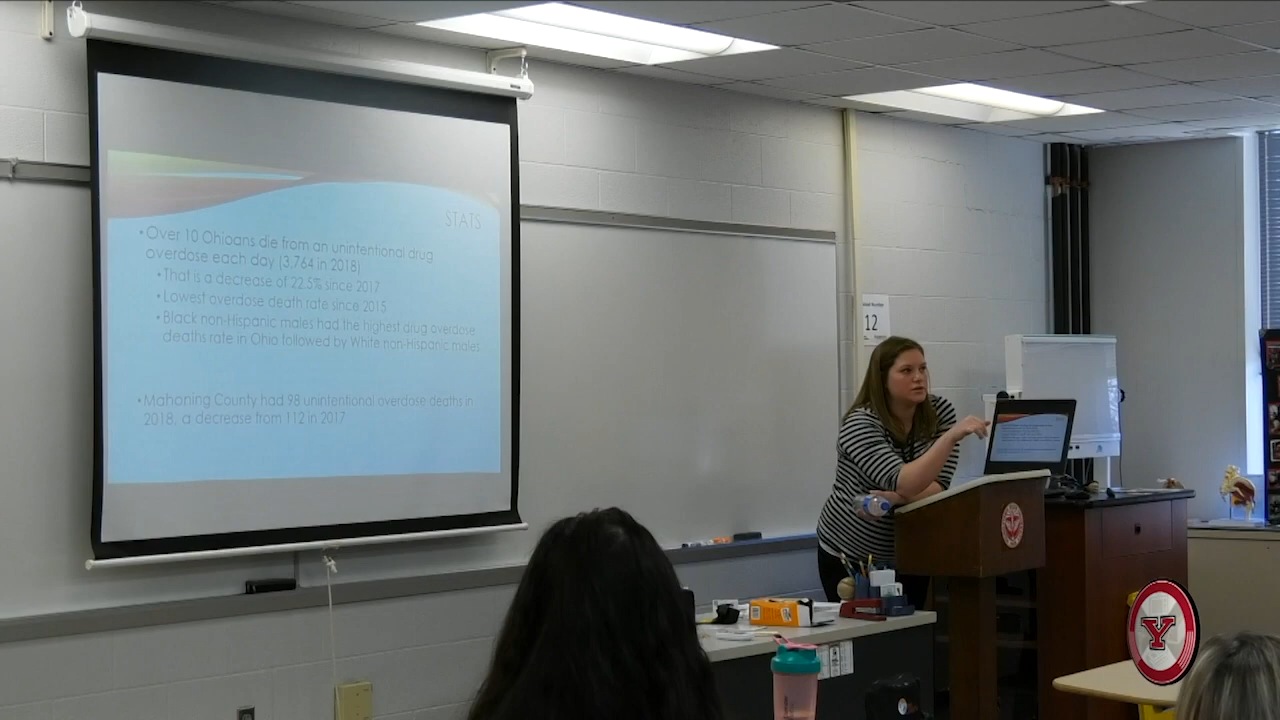 STATS
•Over 10 Ohioans die from an unintentional drug
overdose each day (3,764 in 2018)
•That is a decrease of 22.5% since 2017
•Lowest overdose death rate since 2015
•Black non-Hispanic males had the highest drug overdose
deaths rate in Ohio followed by White non-Hispanic males
•Mahoning County had 98 unintentional overdose deaths in
2018, a decrease from 112 in 2017
12
Y